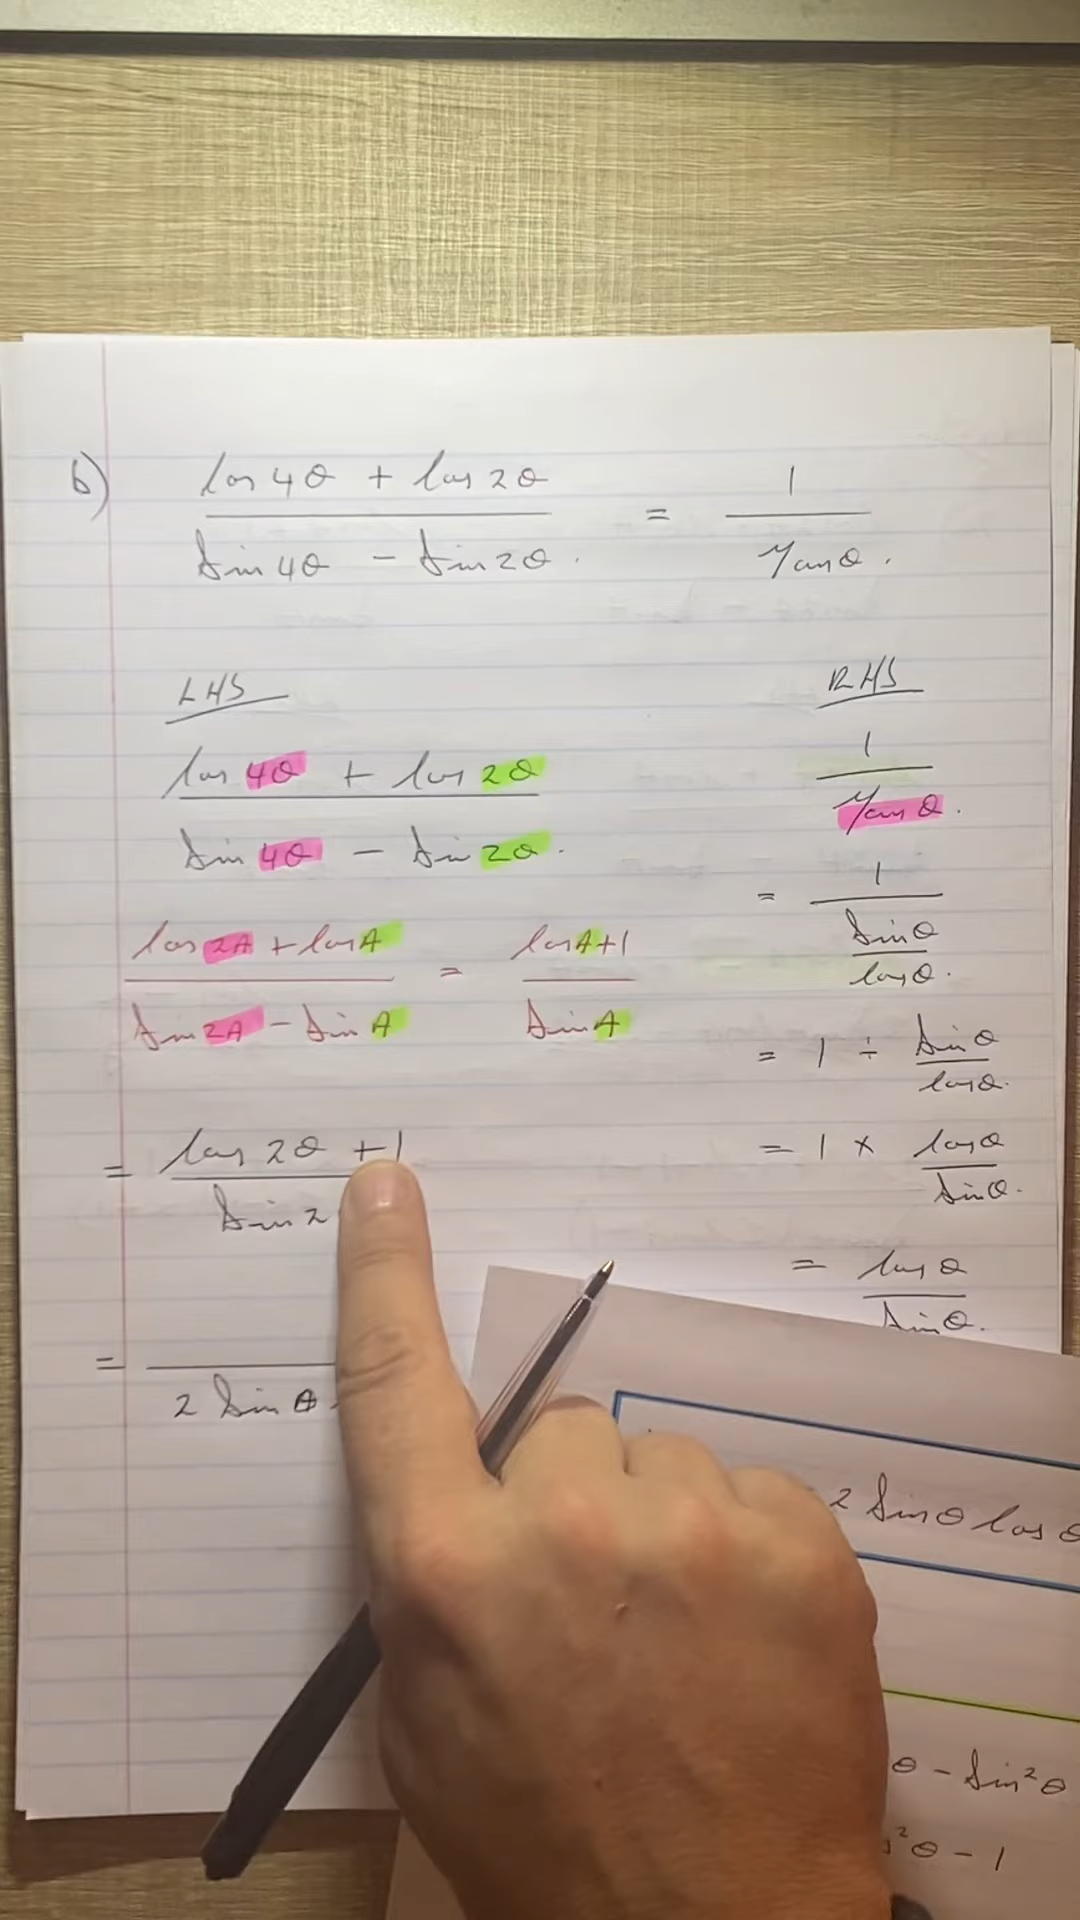 b) Cos 4θ + Cos 2θ = 1
Sin 4θ - Sin 2θ. Tan θ.
LHS
Cos 4θ + Cos 2θ
Sin 4θ - Sin 2θ.
Cos 2A + Cos A = Cos A + 1
Sin 2A - Sin A Sin A
= Cos 2θ + 1
Sin 2
=
2 Sin θ
RHS
1
Tan θ.
= 1
Sin θ
Cos θ.
= 1 ÷ Sin θ
Cos θ.
= 1 × Cos θ
Sin θ.
= Cos θ
Sin θ.
2 Sin θ Cos θ
θ - Sin²θ
²θ - 1